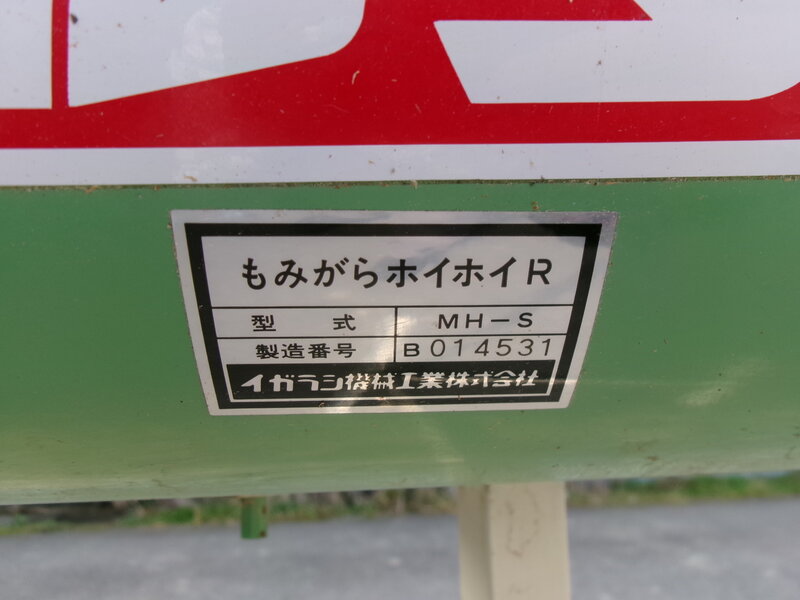 もみがらホイホイR
型 式 MH-S
製造番号 B014531
イガラシ機械工業株式会社